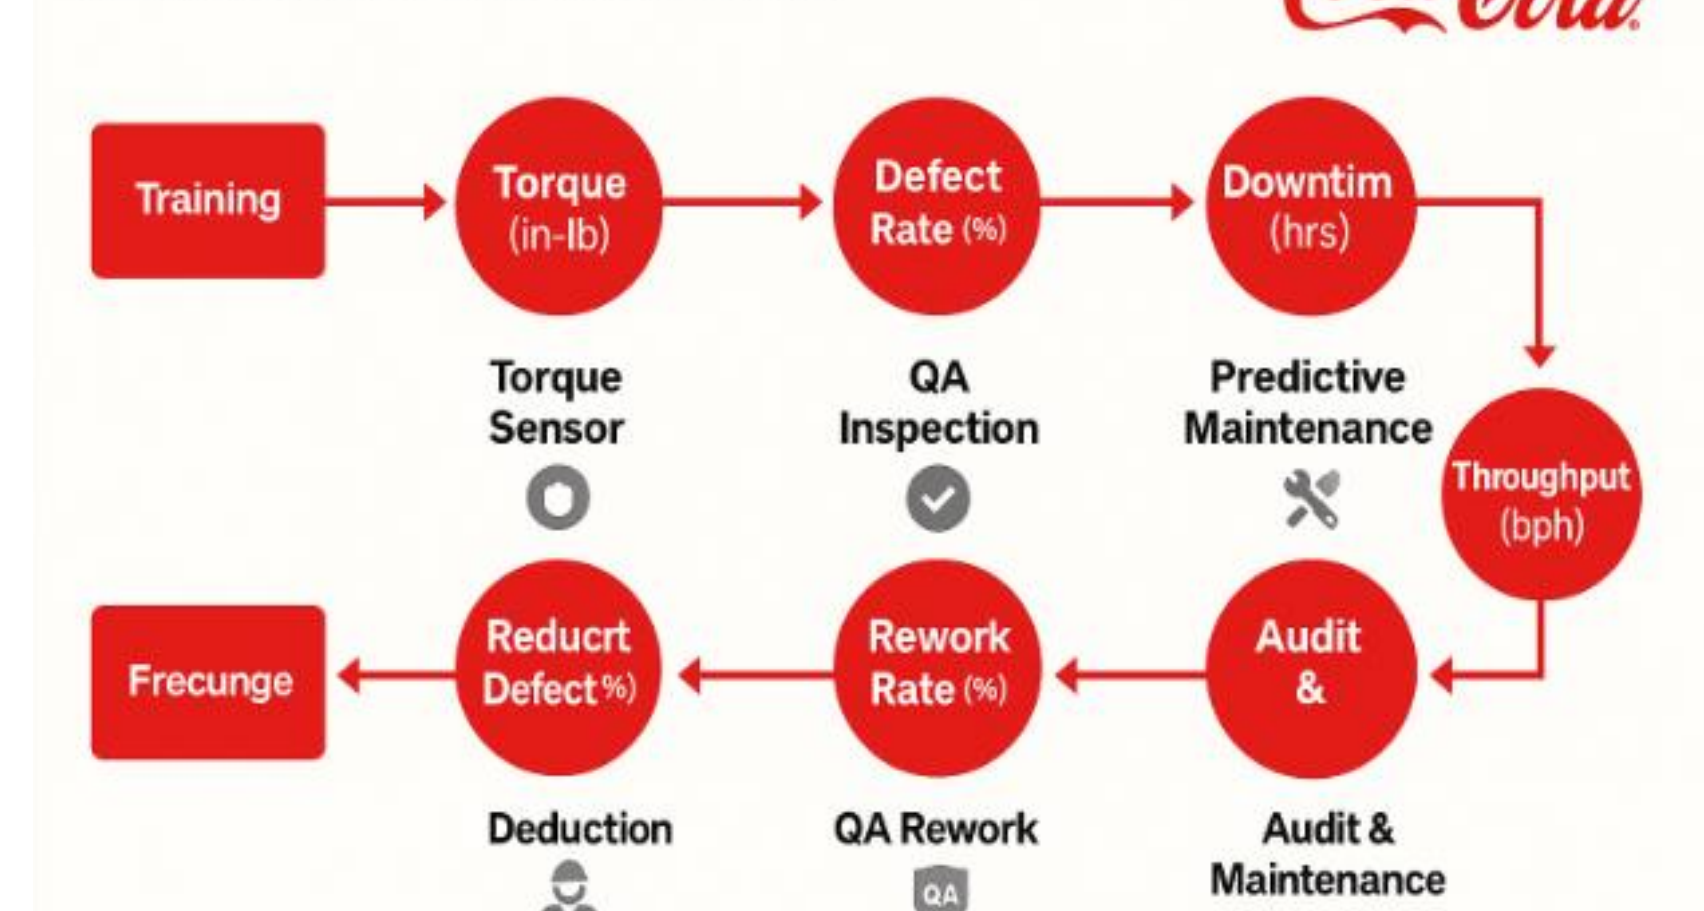 Cola.
Training
Torque
(in-lb)
Defect
Rate (%)
Downtim
(hrs)
Torque
Sensor
QA
Inspection
Predictive
Maintenance
Throughput
(bph)
Frecunge
Reducrt
Defect%)
Rework
Rate (%)
Audit
&
Deduction
QA Rework
QA
Audit &
Maintenance